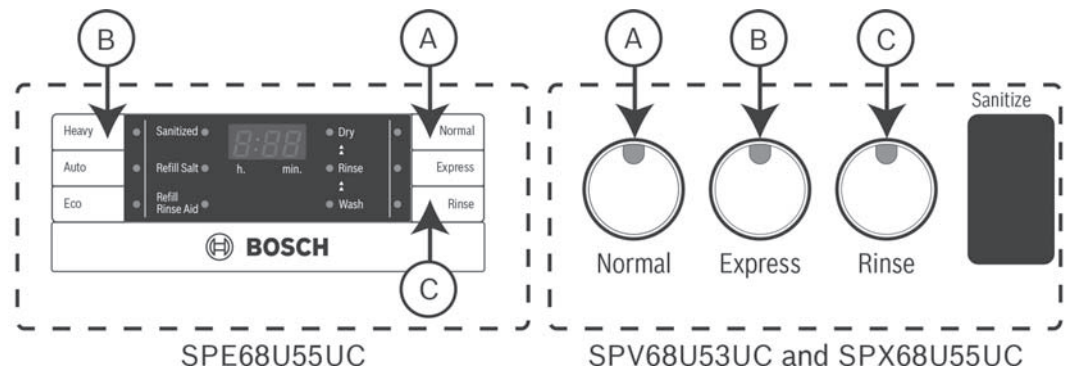 B A A B C
Sanitize
Heavy Sanitized 8:88 Dry Normal
Auto Refill Salt h. min. Rinse Express
Eco Refill Rinse Aid Wash Rinse
BOSCH
Normal Express Rinse
C
SPE68U55UC SPV68U53UC and SPX68U55UC